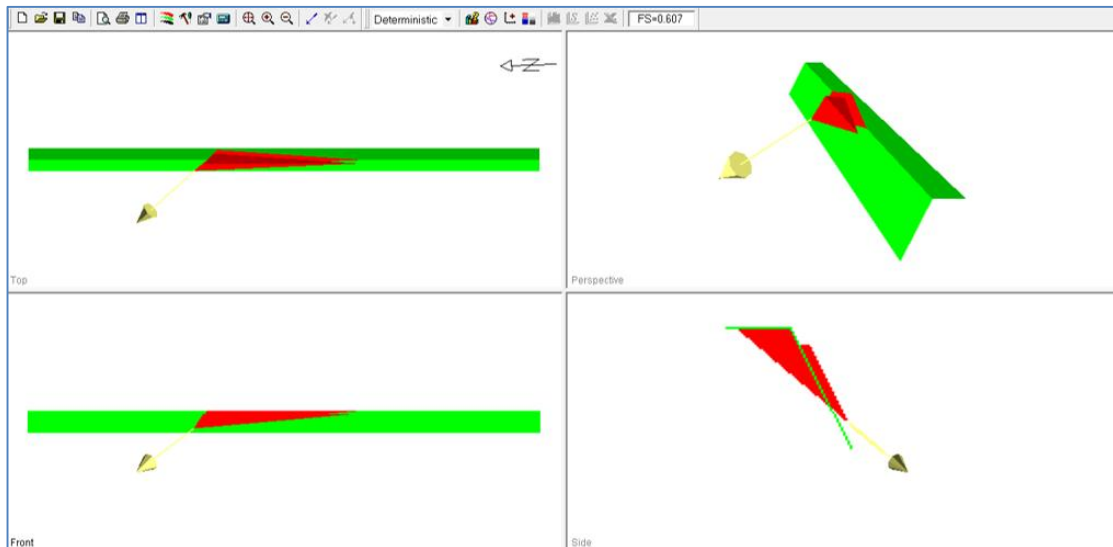 Deterministic FS=0.607
N
Top
Perspective
Front
Side